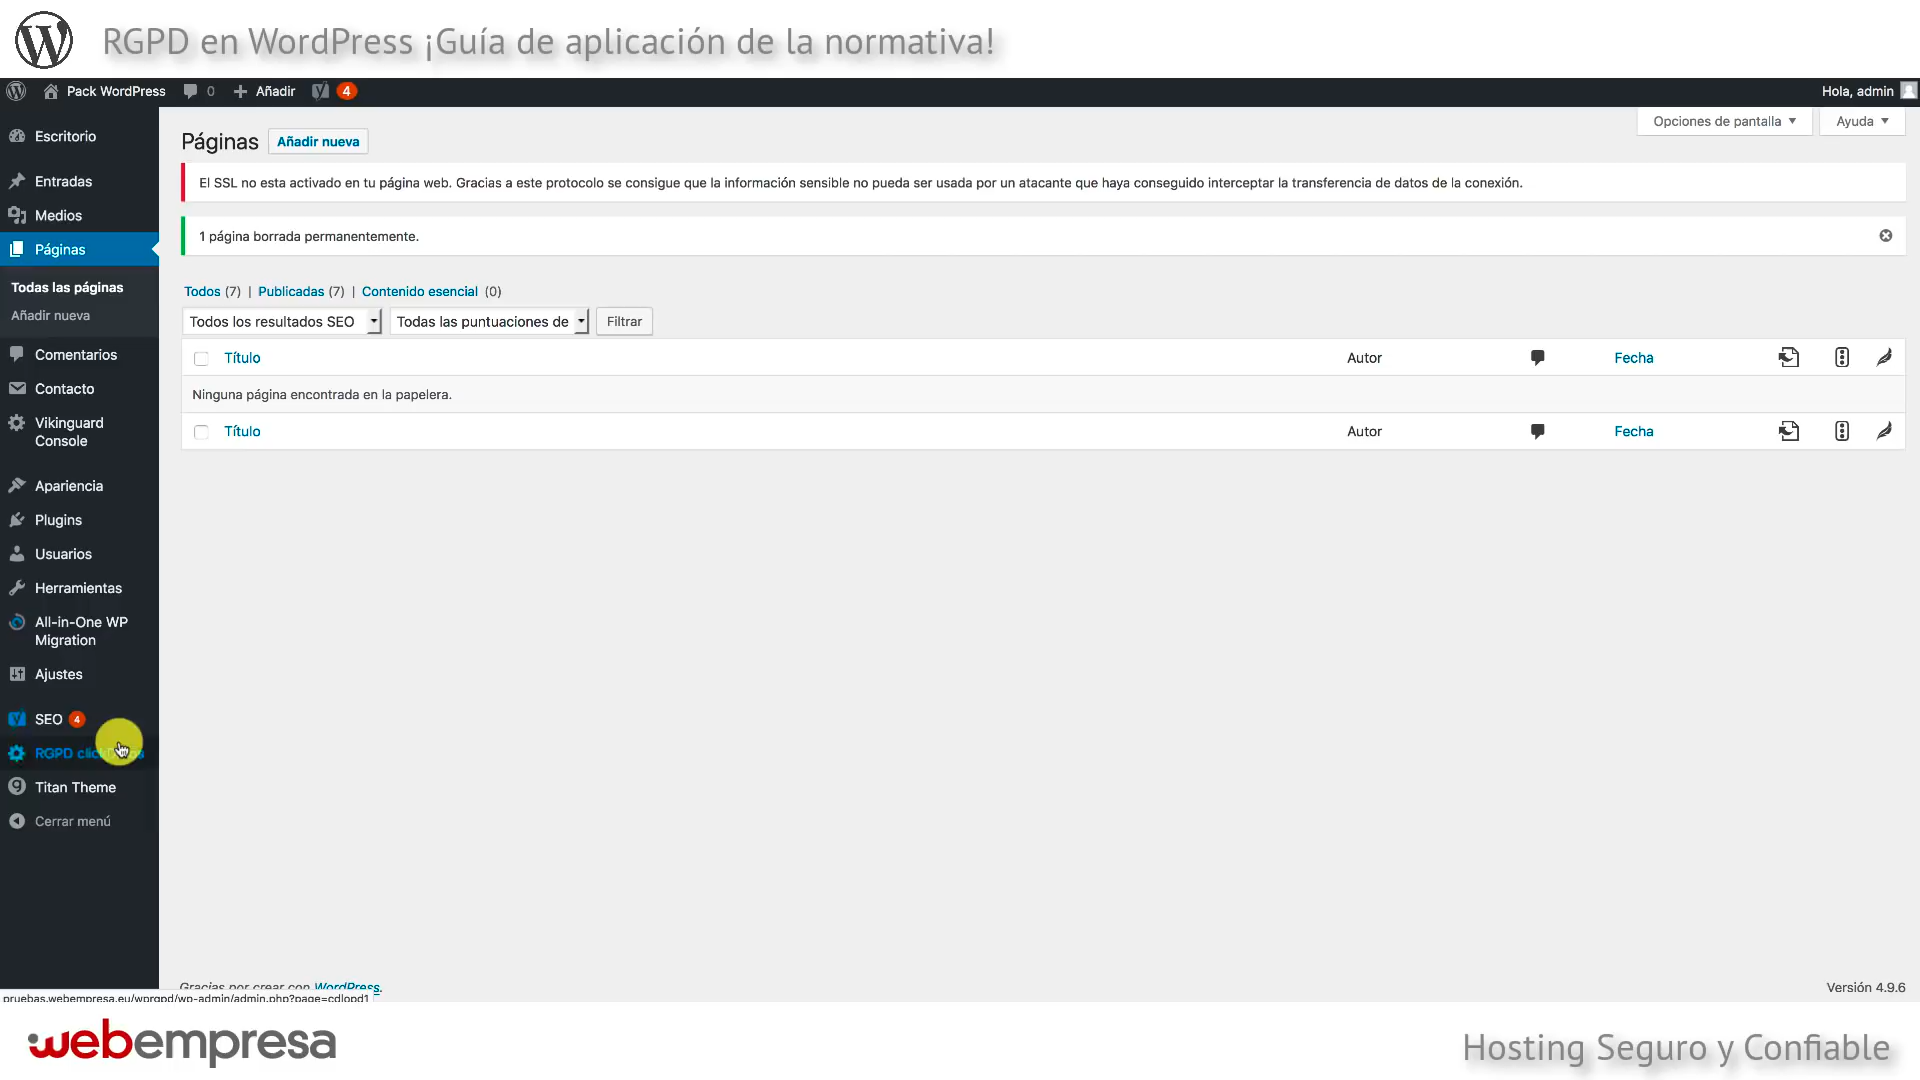 RGPD en WordPress ¡Guía de aplicación de la normativa!
Pack WordPress 0 Añadir 4 Hola, admin
Escritorio
Entradas
Medios
Páginas
Todas las páginas
Añadir nueva
Comentarios
Contacto
Vikinguard
Console
Apariencia
Plugins
Usuarios
Herramientas
All-in-One WP
Migration
Ajustes
SEO 4
RGPD
Titan Theme
Cerrar menú
Opciones de pantalla Ayuda
Páginas Añadir nueva
El SSL no esta activado en tu página web. Gracias a este protocolo se consigue que la información sensible no pueda ser usada por un atacante que haya conseguido interceptar la transferencia de datos de la conexión.
1 página borrada permanentemente.
Todos (7) | Publicadas (7) | Contenido esencial (0)
Todos los resultados SEO Todas las puntuaciones de Filtrar
Título Autor Fecha
Ninguna página encontrada en la papelera.
Título Autor Fecha
Gracias por crear con WordPress.
Versión 4.9.6
pruebas.webempresa.eu/wprgpd/wp-admin/admin.php?page=cdlopd1
webempresa
Hosting Seguro y Confiable